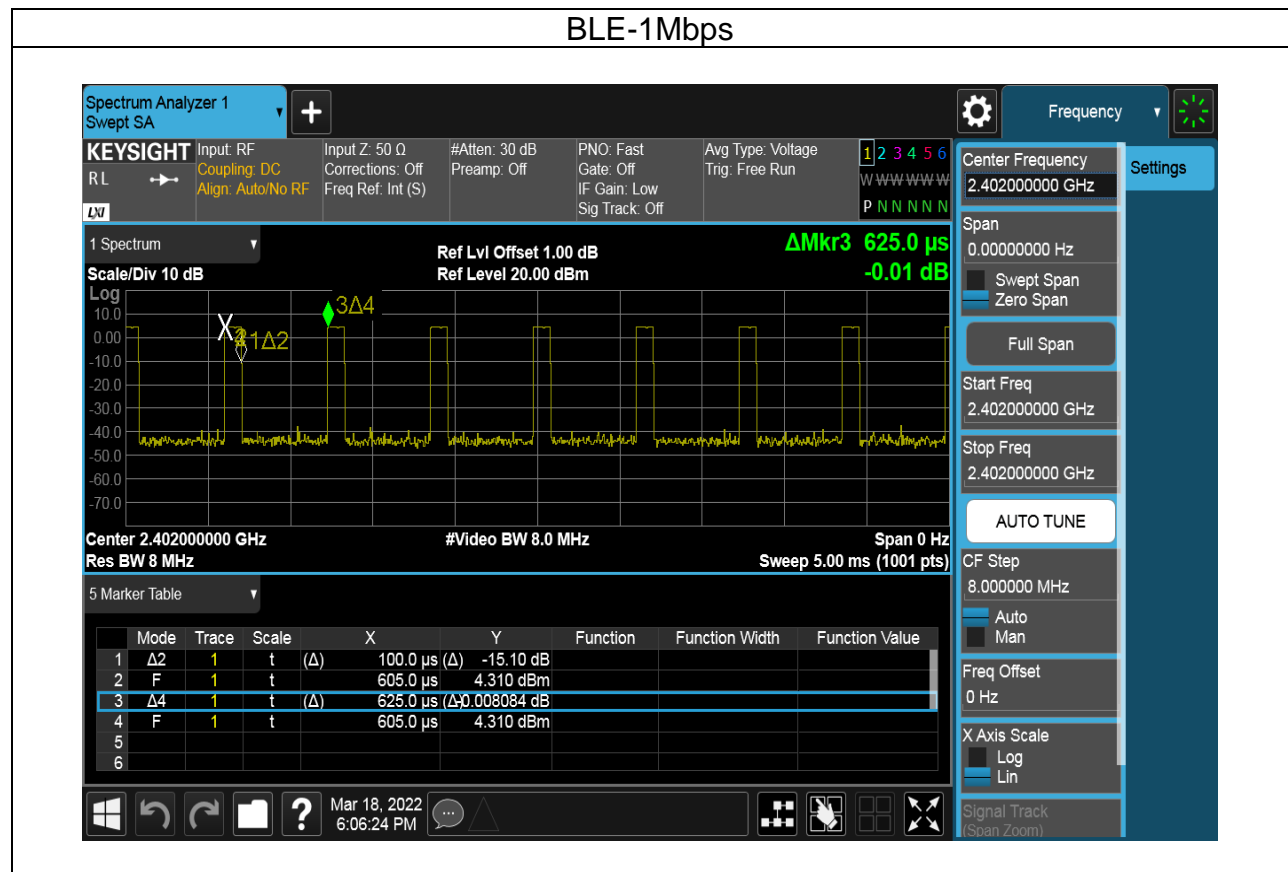 BLE-1Mbps
Spectrum Analyzer 1
Swept SA
+
Frequency
KEYSIGHT
RL
LXI
Input: RF
Coupling: DC
Align: Auto/No RF
Input Z: 50 Ω
Corrections: Off
Freq Ref: Int (S)
#Atten: 30 dB
Preamp: Off
PNO: Fast
Gate: Off
IF Gain: Low
Sig Track: Off
Avg Type: Voltage
Trig: Free Run
1 2 3 4 5 6
W W W W W W
P N N N N N
1 Spectrum
Scale/Div 10 dB
Ref Lvl Offset 1.00 dB
Ref Level 20.00 dBm
ΔMkr3 625.0 µs
-0.01 dB
Log
10.0
0.00
-10.0
-20.0
-30.0
-40.0
-50.0
-60.0
-70.0
X
1Δ2
3Δ4
Center 2.402000000 GHz
Res BW 8 MHz
#Video BW 8.0 MHz
Span 0 Hz
Sweep 5.00 ms (1001 pts)
5 Marker Table
Mode Trace Scale X Y Function Function Width Function Value
1 Δ2 1 t (Δ) 100.0 µs (Δ) -15.10 dB
2 F 1 t 605.0 µs 4.310 dBm
3 Δ4 1 t (Δ) 625.0 µs (Δ) -0.008084 dB
4 F 1 t 605.0 µs 4.310 dBm
5
6
?
Mar 18, 2022
6:06:24 PM
Center Frequency
2.402000000 GHz
Settings
Span
0.00000000 Hz
Swept Span
Zero Span
Full Span
Start Freq
2.402000000 GHz
Stop Freq
2.402000000 GHz
AUTO TUNE
CF Step
8.000000 MHz
Auto
Man
Freq Offset
0 Hz
X Axis Scale
Log
Lin
Signal Track
(Span Zoom)